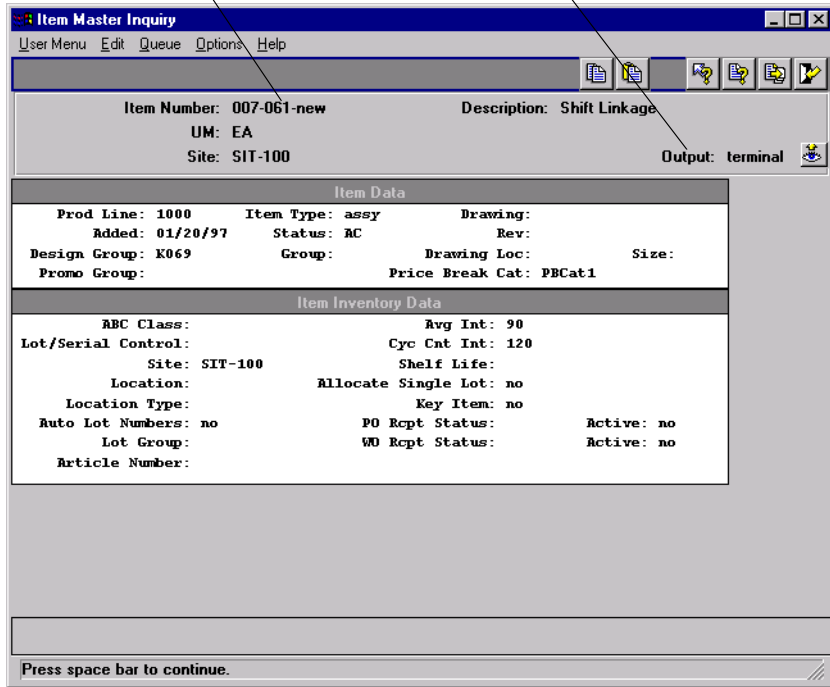 Item Master Inquiry
User Menu Edit Queue Options Help
Item Number: 007-061-new Description: Shift Linkage
UM: EA
Site: SIT-100 Output: terminal
Item Data
Prod Line: 1000 Item Type: assy Drawing:
Added: 01/20/97 Status: AC Rev:
Design Group: K069 Group: Drawing Loc: Size:
Promo Group: Price Break Cat: PBCat1
Item Inventory Data
ABC Class: Avg Int: 90
Lot/Serial Control: Cyc Cnt Int: 120
Site: SIT-100 Shelf Life:
Location: Allocate Single Lot: no
Location Type: Key Item: no
Auto Lot Numbers: no PO Rcpt Status: Active: no
Lot Group: WO Rcpt Status: Active: no
Article Number:
Press space bar to continue.